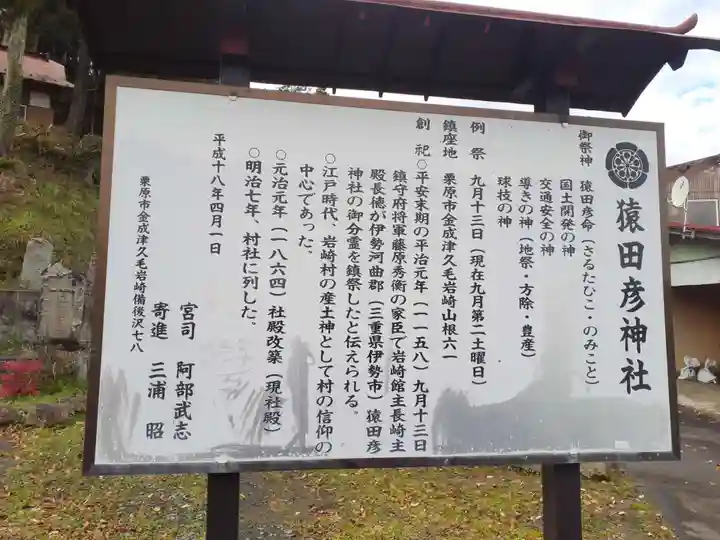 猿田彦神社
御祭神　猿田彦命（さるたひこ・のみこと）
国土開発の神
交通安全の神
導きの神（地祭・方除・豊産）
球技の神
例　祭　九月十三日（現在九月第二土曜日）
鎮座地　栗原市金成津久毛岩崎山根六一
創　祀○平安末期の平治元年（一一五八）九月十三日
鎮守府将軍藤原秀衡の家臣で岩崎館主長崎主
殿長徳が伊勢河曲郡（三重県伊勢市）猿田彦
神社の御分霊を鎮祭したと伝えられる。
○江戸時代、岩崎村の産土神として村の信仰の
中心であった。
○元治元年（一八六四）社殿改築（現社殿）
○明治七年、村社に列した。
平成十八年四月一日
宮司　阿部武志
寄進　三浦　昭
栗原市金成津久毛岩崎備後沢七八